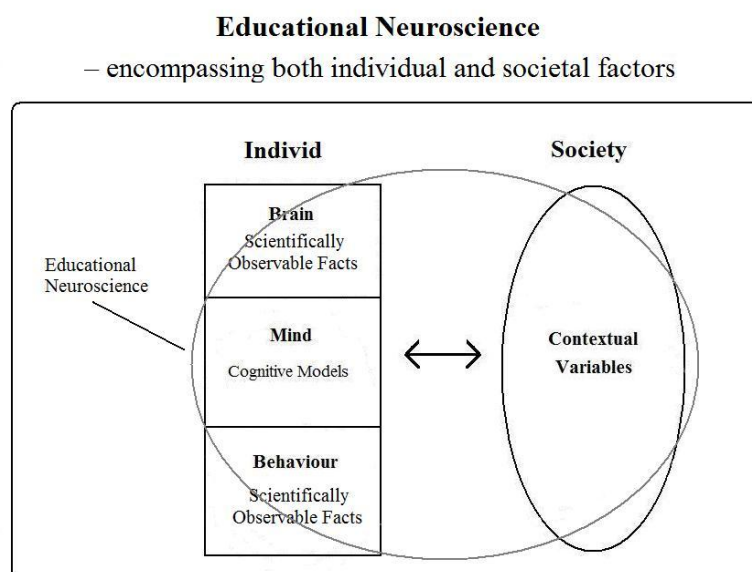 Educational Neuroscience
– encompassing both individual and societal factors
Individ
Society
Brain
Scientifically
Observable Facts
Educational
Neuroscience
Mind
Cognitive Models
Contextual
Variables
Behaviour
Scientifically
Observable Facts